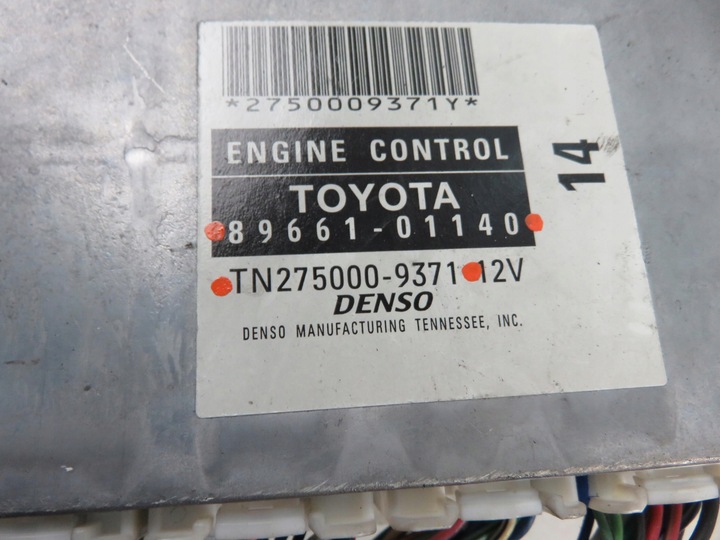 *2750009371Y*
ENGINE CONTROL
14
TOYOTA
89661-01140
TN275000-9371 12V
DENSO
DENSO MANUFACTURING TENNESSEE, INC.